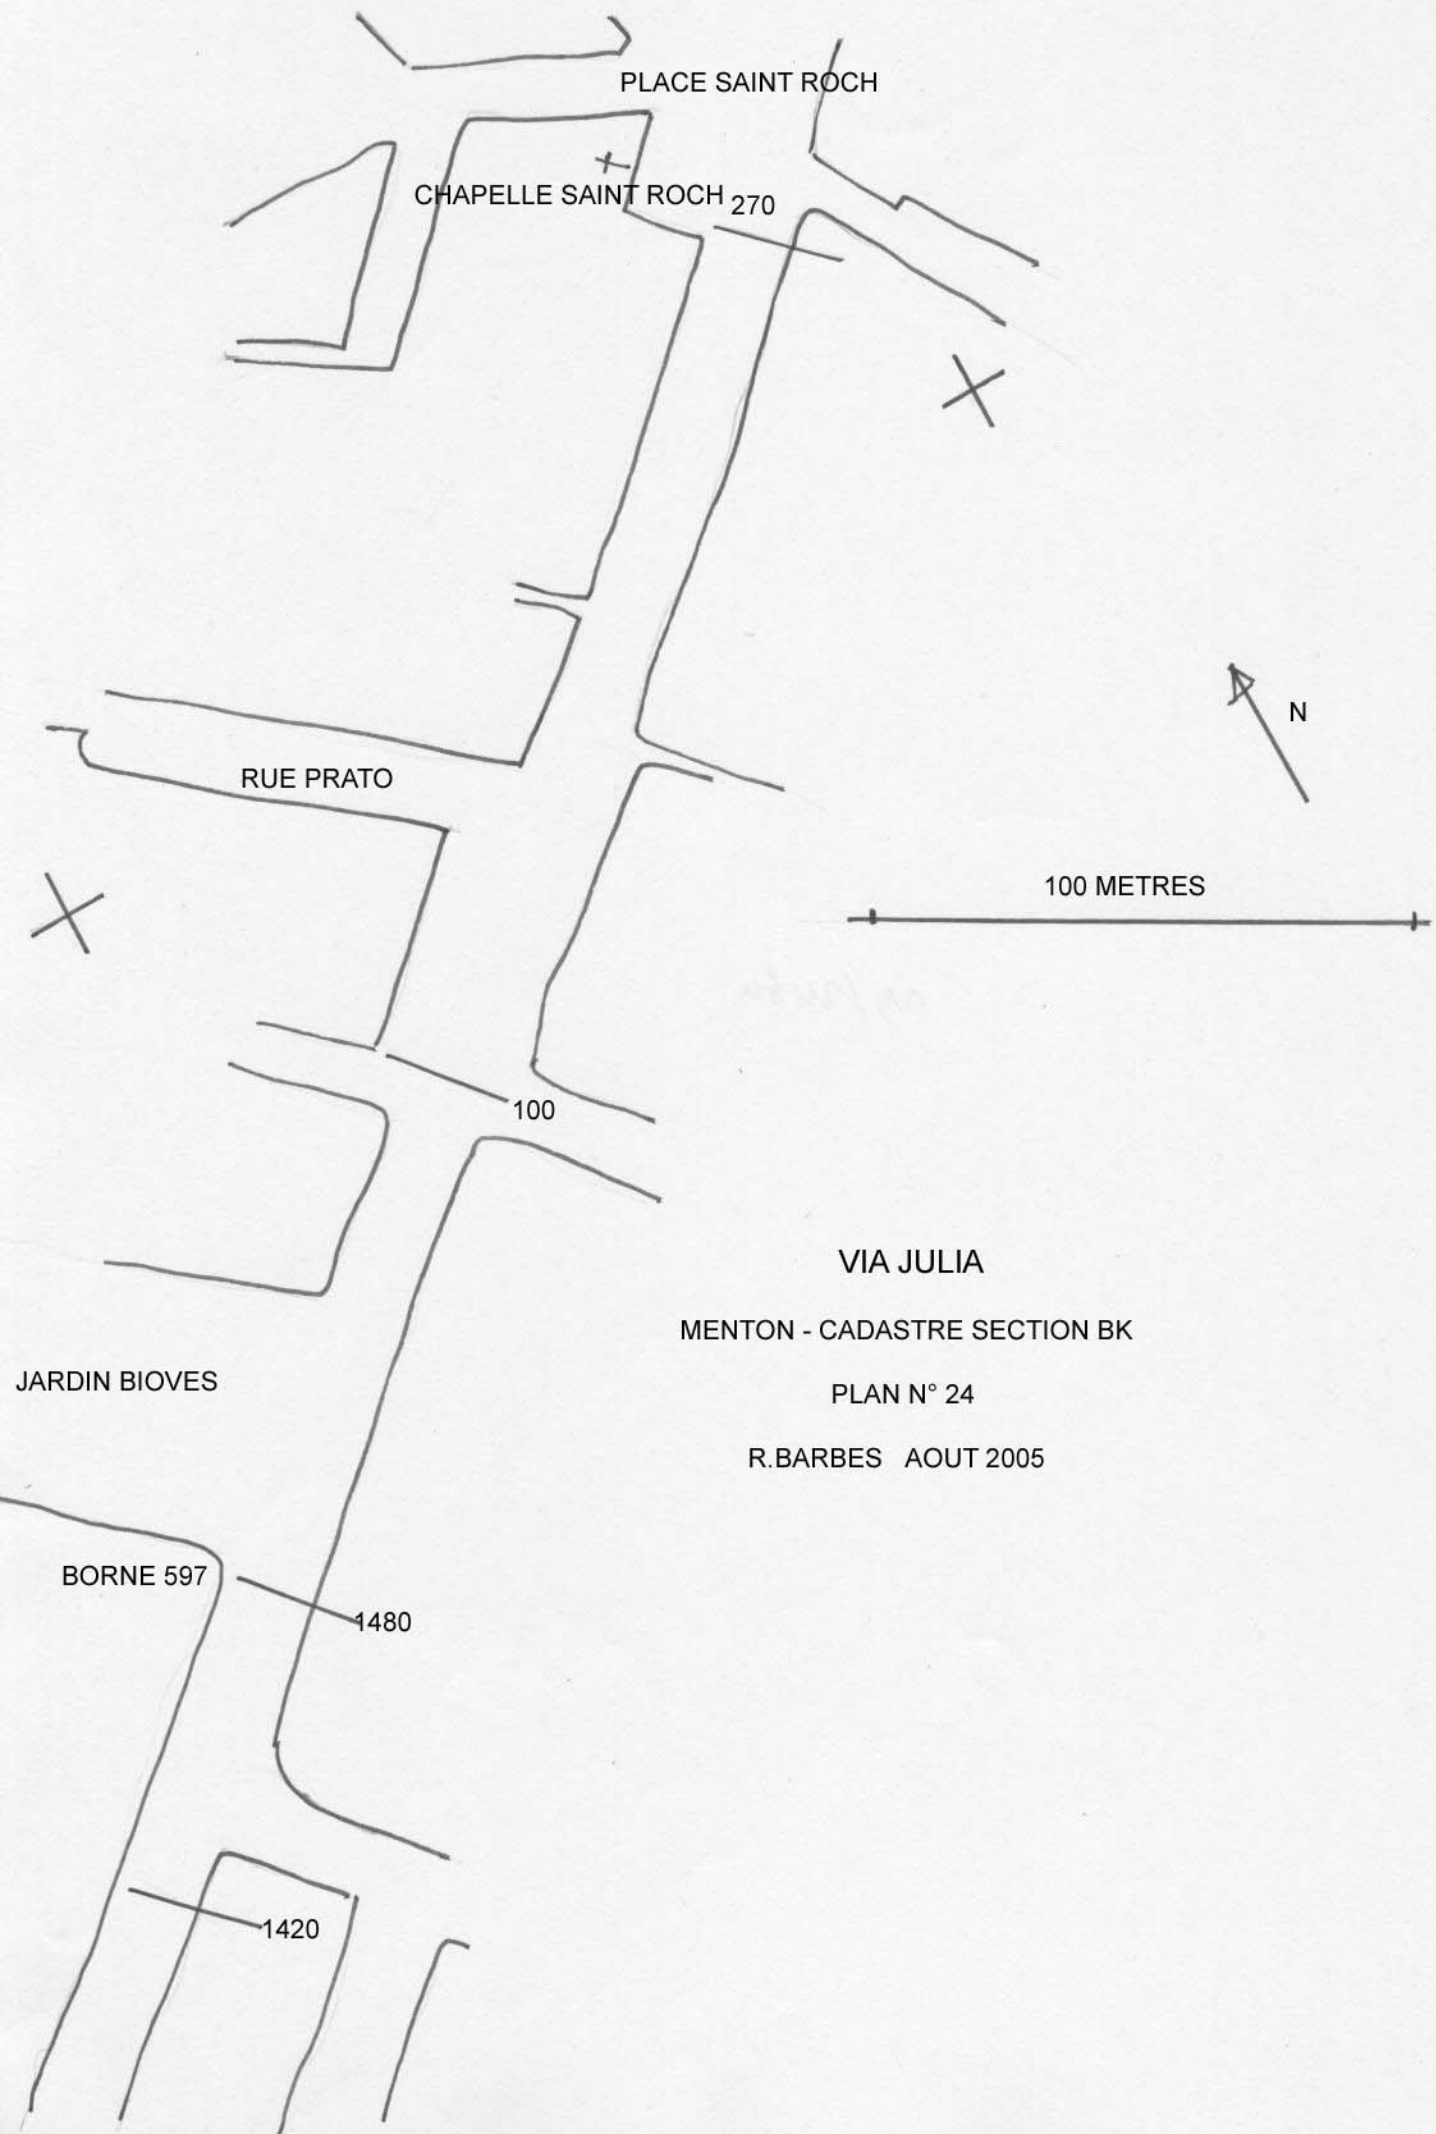 PLACE SAINT ROCH
CHAPELLE SAINT ROCH
270
N
RUE PRATO
100 METRES
100
VIA JULIA
MENTON - CADASTRE SECTION BK
JARDIN BIOVES
PLAN N° 24
R.BARBES AOUT 2005
BORNE 597
1480
1420